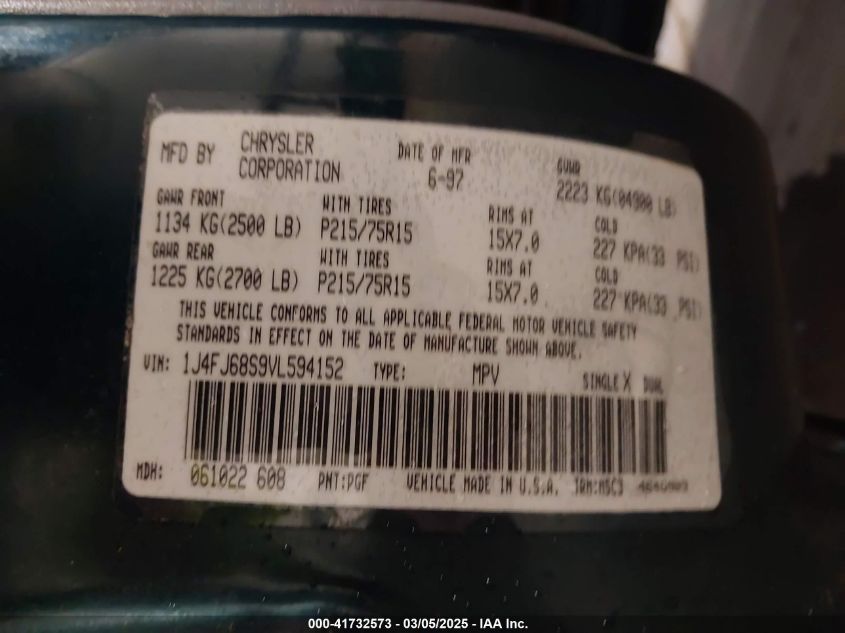 MFD BY CHRYSLER CORPORATION DATE OF MFR 6-97 GVWR 2223 KG(04900 LB)
GAWR FRONT WITH TIRES RIMS AT COLD
1134 KG(2500 LB) P215/75R15 15X7.0 227 KPA(33 PSI)
GAWR REAR WITH TIRES RIMS AT COLD
1225 KG(2700 LB) P215/75R15 15X7.0 227 KPA(33 PSI)
THIS VEHICLE CONFORMS TO ALL APPLICABLE FEDERAL MOTOR VEHICLE SAFETY
STANDARDS IN EFFECT ON THE DATE OF MANUFACTURE SHOWN ABOVE.
VIN: 1J4FJ68S9VL594152 TYPE: MPV SINGLE X DUAL
MDH: 061022 608 PNT:PGF VEHICLE MADE IN U.S.A. TRM:M5C3
000-41732573 - 03/05/2025 - IAA Inc.